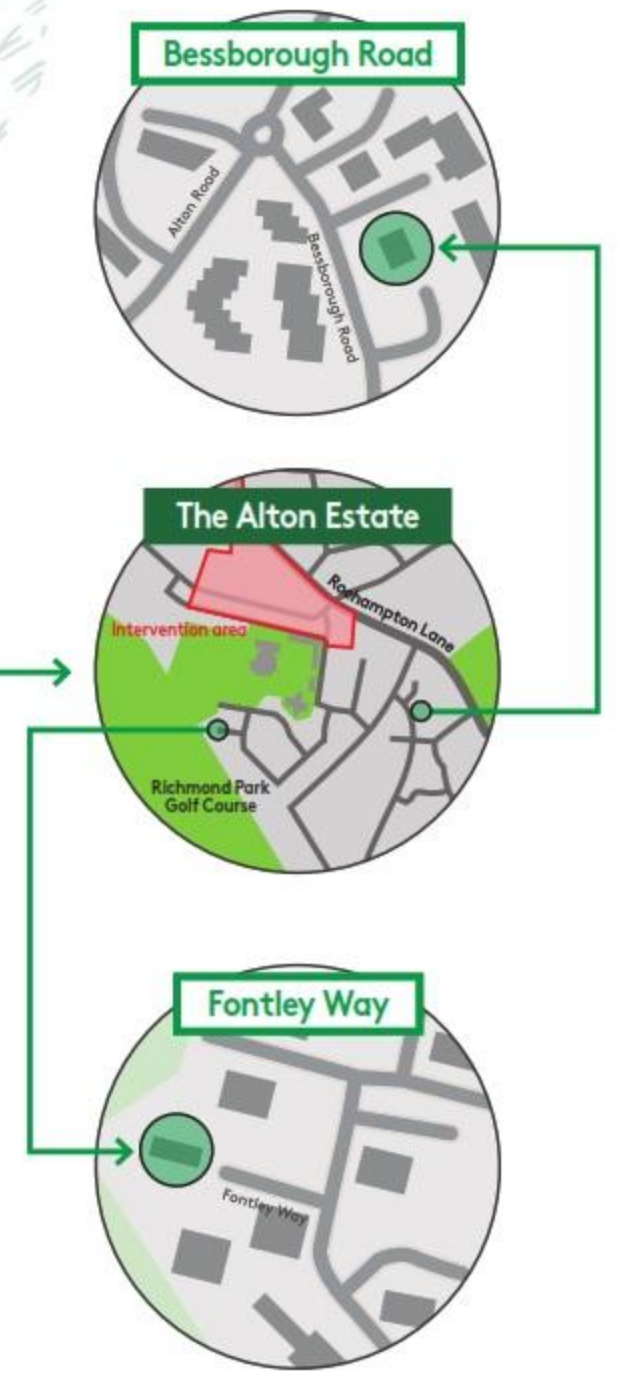 Bessborough Road
Alton Road
Bessborough Road
The Alton Estate
Roehampton Lane
Intervention area
Richmond Park
Golf Course
Fontley Way
Fontley Way